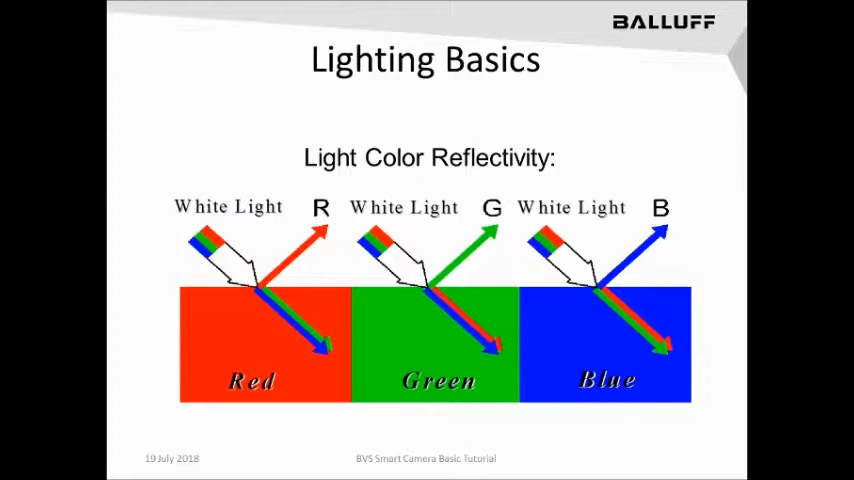 BALLUFF
Lighting Basics
Light Color Reflectivity:
White Light R White Light G White Light B
Red Green Blue
19 July 2018 BVS Smart Camera Basic Tutorial